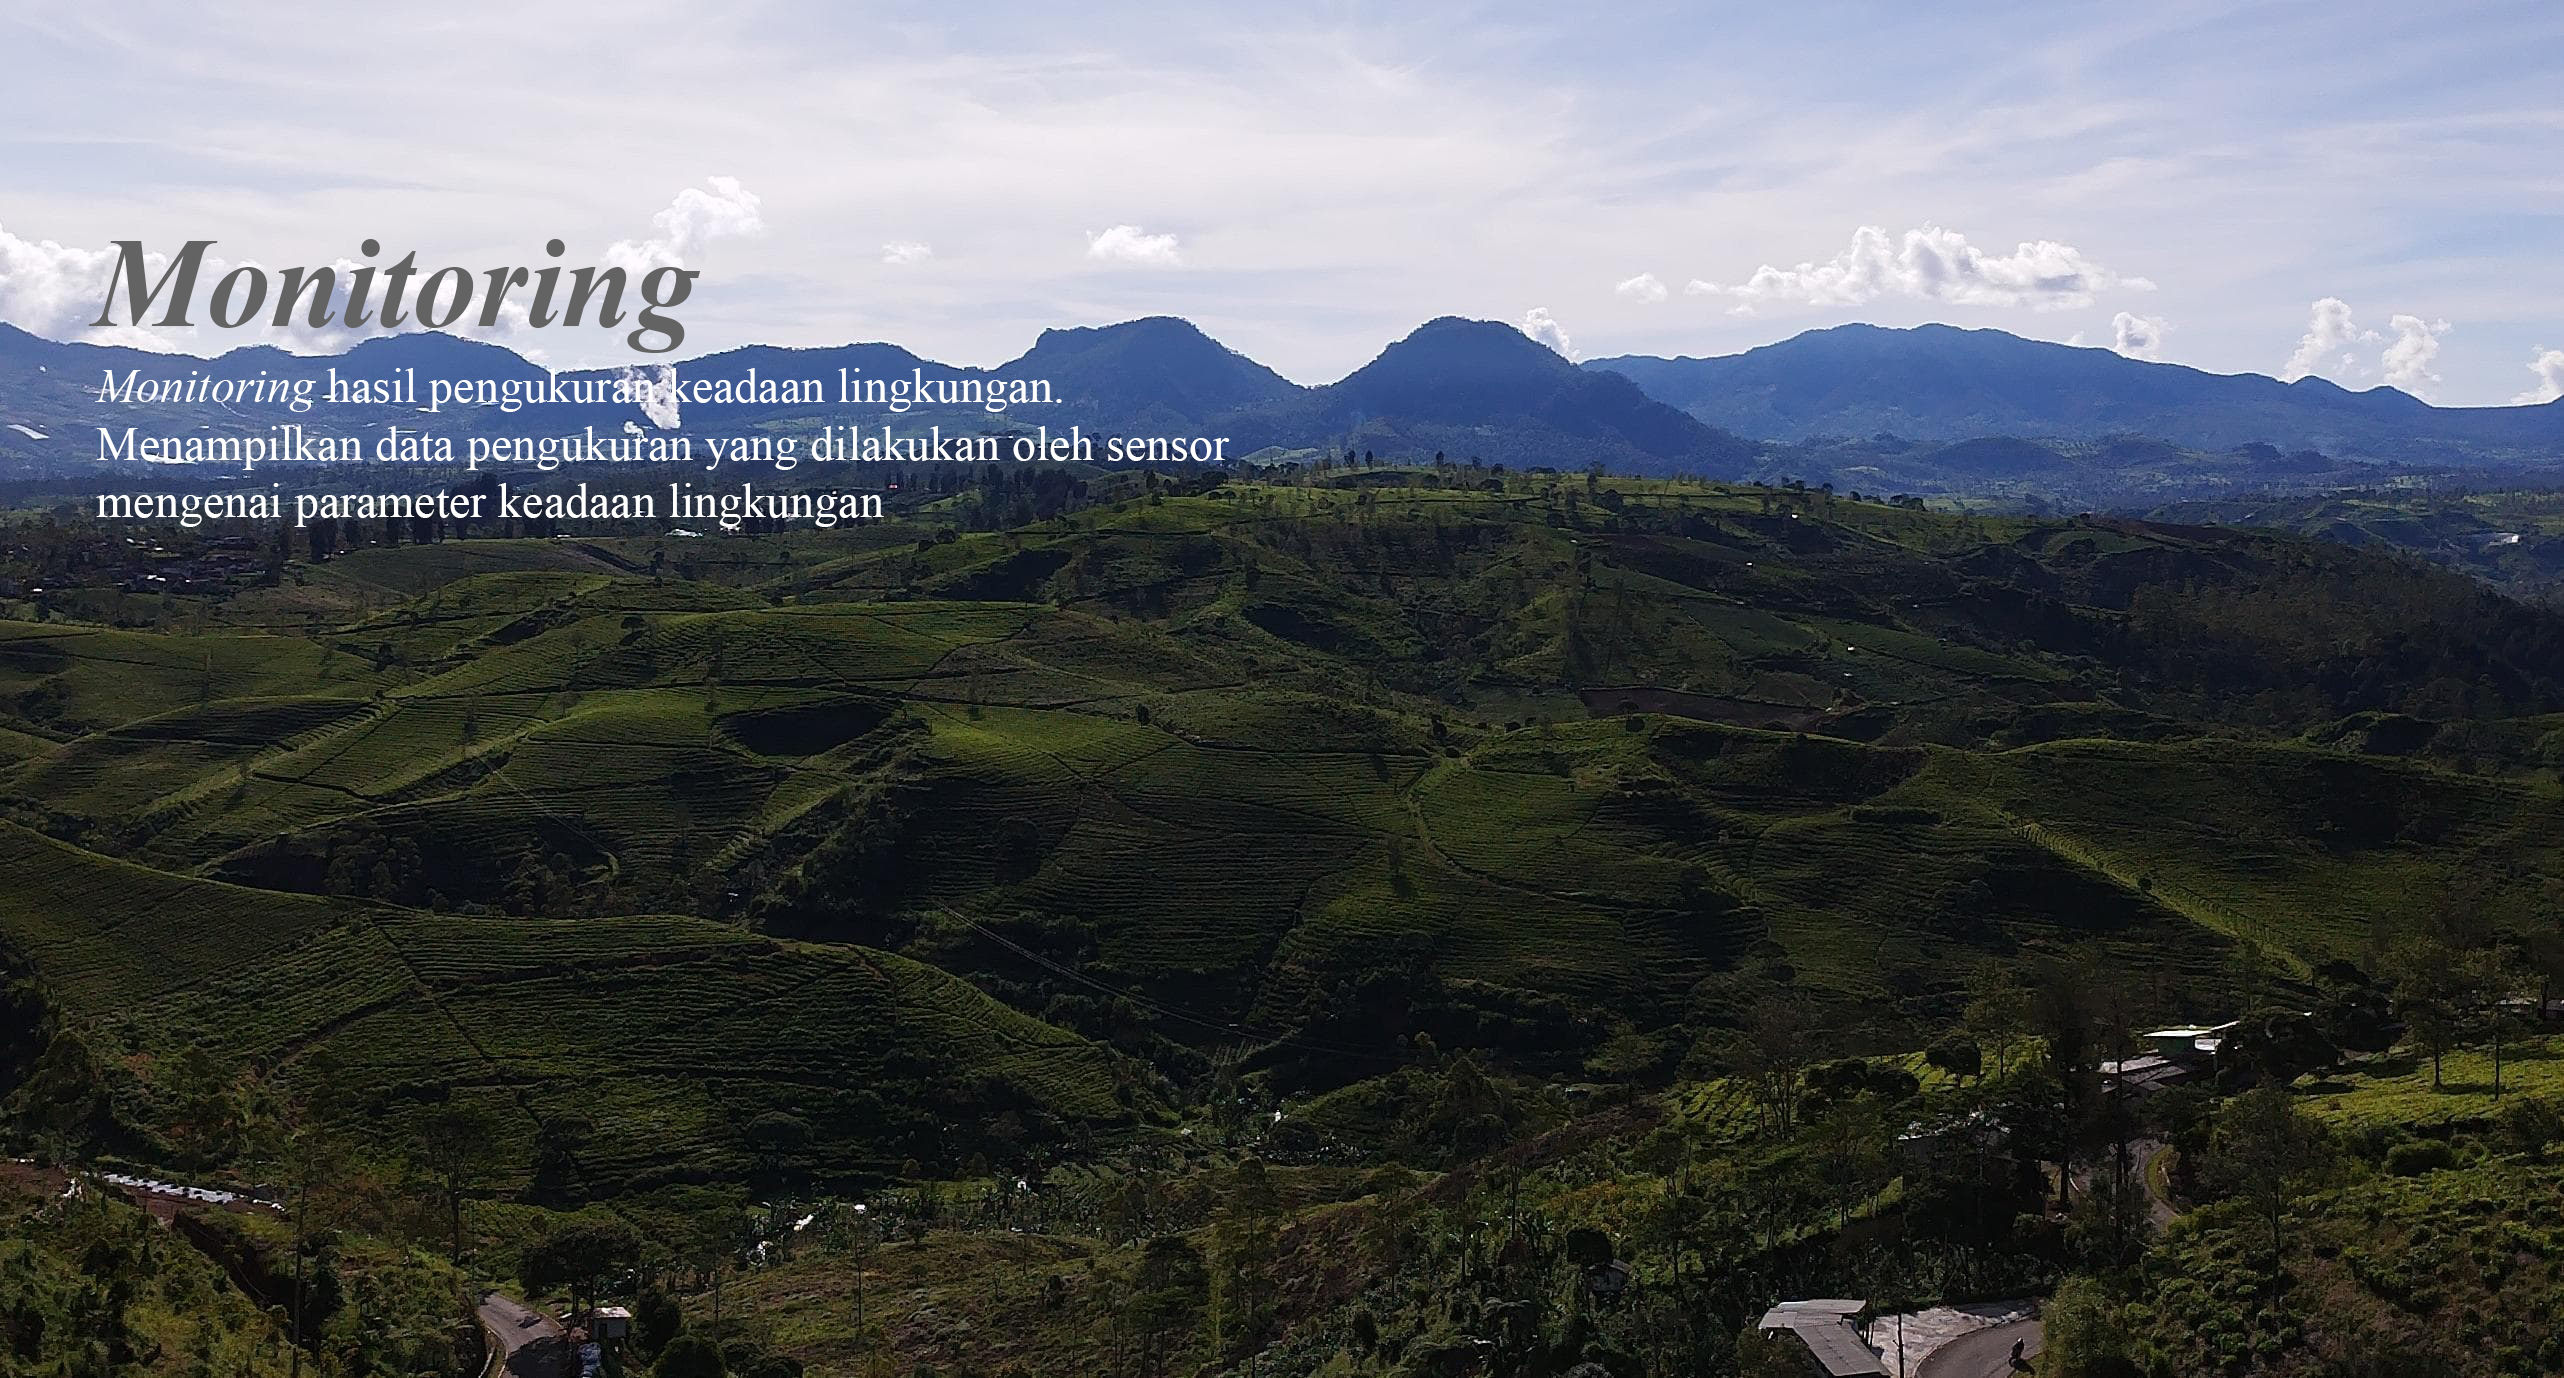 Monitoring
Monitoring hasil pengukuran keadaan lingkungan.
Menampilkan data pengukuran yang dilakukan oleh sensor
mengenai parameter keadaan lingkungan